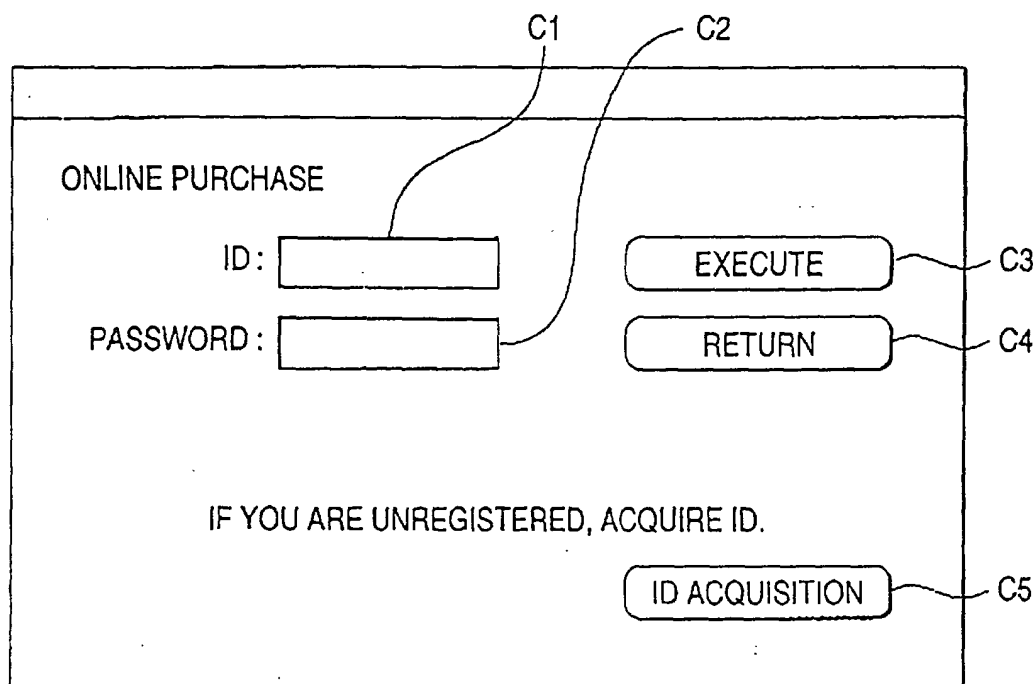 C1
C2
ONLINE PURCHASE
ID :
EXECUTE
C3
PASSWORD :
RETURN
C4
IF YOU ARE UNREGISTERED, ACQUIRE ID.
ID ACQUISITION
C5